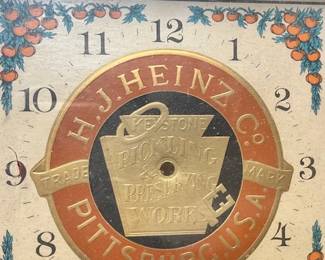 11 12 1
10 2
9 3
8 4
H.J. HEINZ CO.
KEYSTONE
PICKLING
&
PRESERVING
WORKS
TRADE MARK
PITTSBURG, U.S.A.